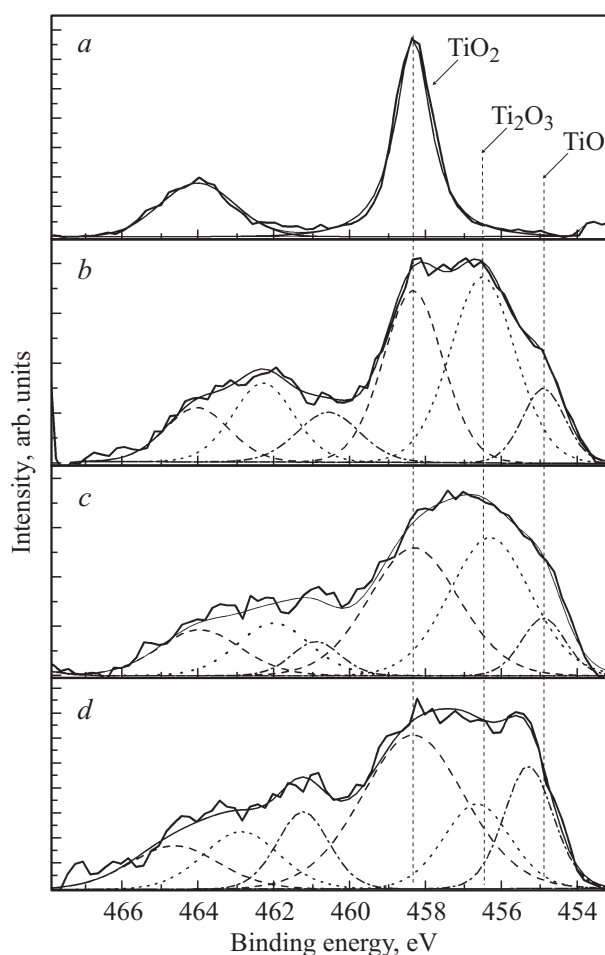 a
TiO2
Ti2O3
TiO
b
c
d
Intensity, arb. units
466 464 462 460 458 456 454
Binding energy, eV